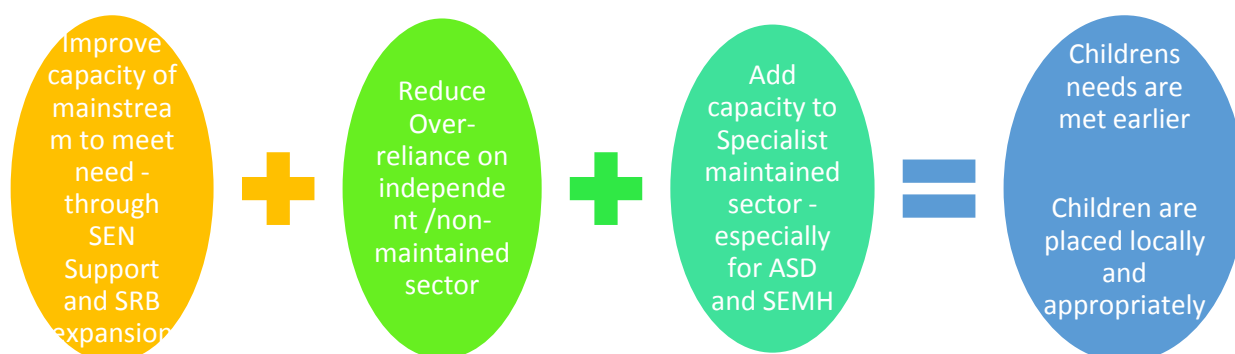 Improve
capacity of
mainstrea
m to meet
need -
through
SEN
Support
and SRB
expansion
Reduce
Over-
reliance on
independe
nt /non-
maintained
sector
Add
capacity to
Specialist
maintained
sector -
especially
for ASD
and SEMH
Childrens
needs are
met earlier
Children are
placed locally
and
appropriately